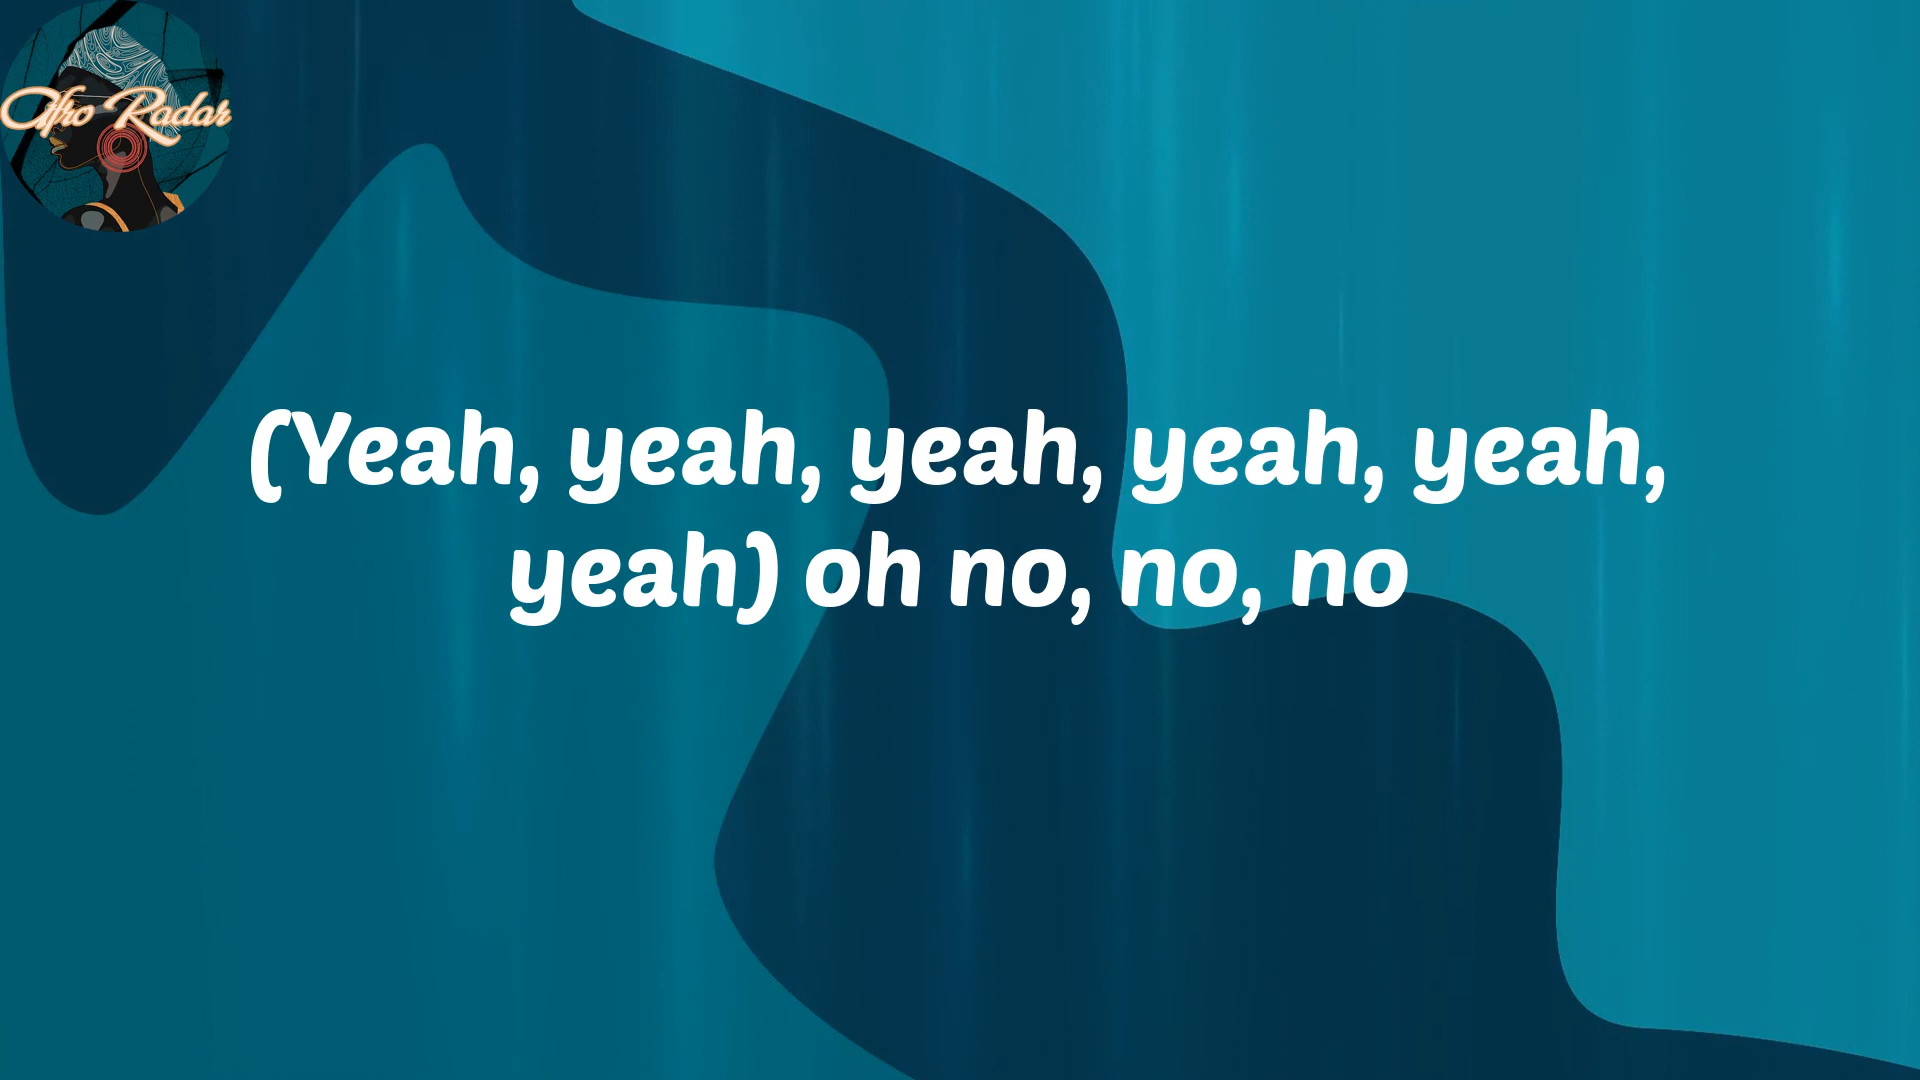 Afro Radar
(Yeah, yeah, yeah, yeah, yeah,
yeah) oh no, no, no